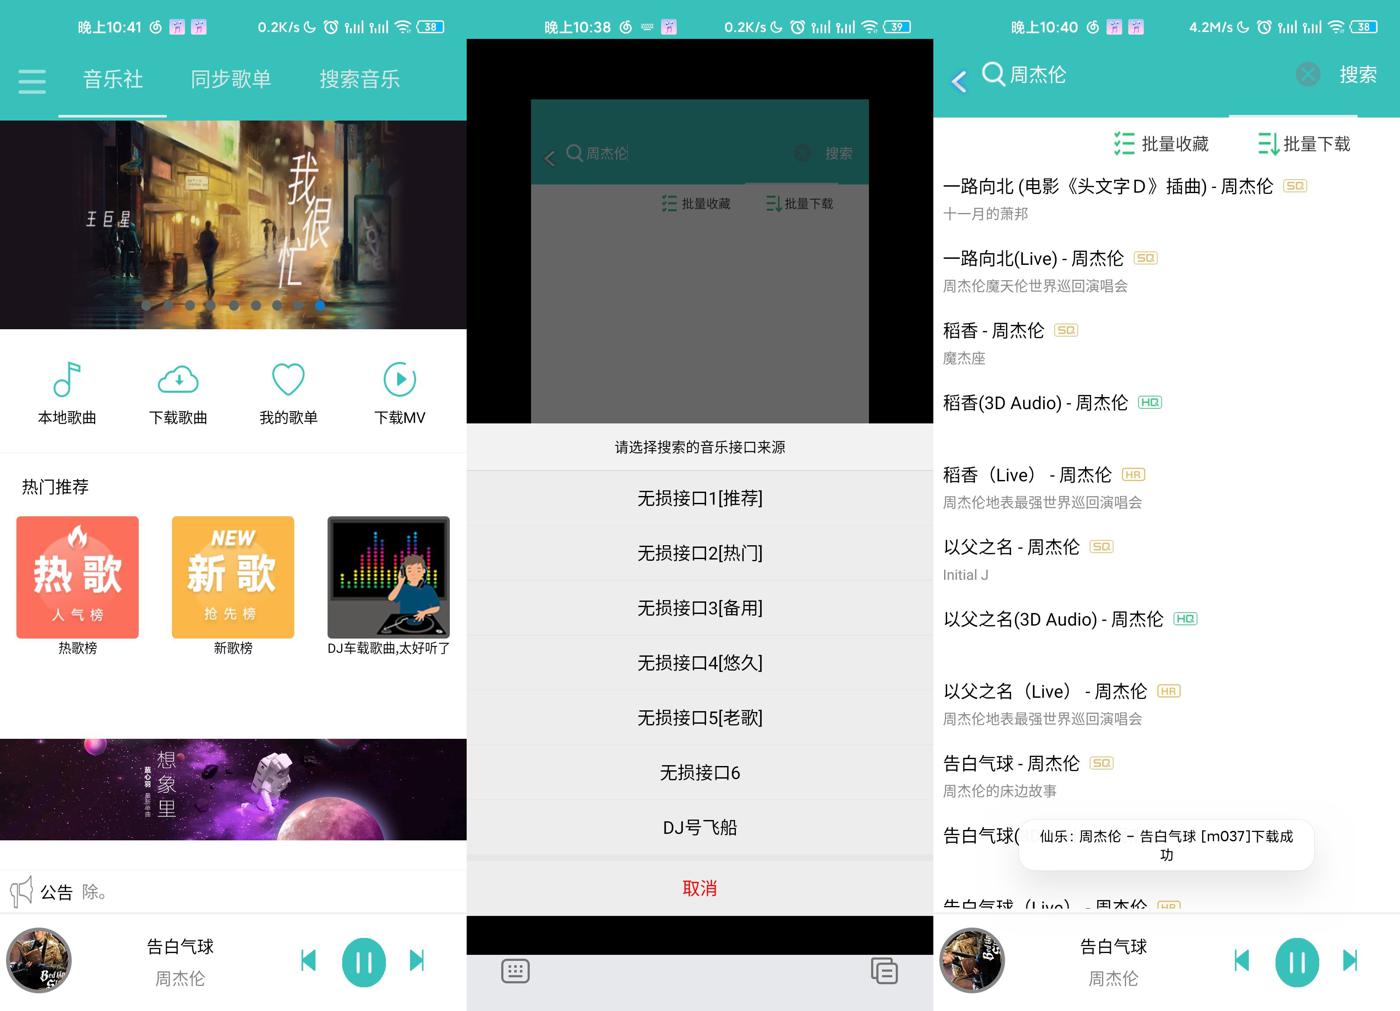 晚上10:41
0.2K/s
38
音乐社
同步歌单
搜索音乐
王巨星
我很忙
本地歌曲
下载歌曲
我的歌单
下载MV
热门推荐
热歌
人气榜
NEW
新歌
抢先榜
热歌榜
新歌榜
DJ车载歌曲,太好听了
想象里
公告
除。
告白气球
周杰伦
晚上10:38
0.2K/s
39
周杰伦
搜索
批量收藏
批量下载
请选择搜索的音乐接口来源
无损接口1[推荐]
无损接口2[热门]
无损接口3[备用]
无损接口4[悠久]
无损接口5[老歌]
无损接口6
DJ号飞船
取消
晚上10:40
4.2M/s
38
周杰伦
搜索
批量收藏
批量下载
一路向北 (电影《头文字D》插曲) - 周杰伦 SQ
十一月的萧邦
一路向北(Live) - 周杰伦 SQ
周杰伦魔天伦世界巡回演唱会
稻香 - 周杰伦 SQ
魔杰座
稻香(3D Audio) - 周杰伦 HQ
稻香（Live） - 周杰伦 HR
周杰伦地表最强世界巡回演唱会
以父之名 - 周杰伦 SQ
Initial J
以父之名(3D Audio) - 周杰伦 HQ
以父之名（Live） - 周杰伦 HR
周杰伦地表最强世界巡回演唱会
告白气球 - 周杰伦 SQ
周杰伦的床边故事
告白气球(
仙乐：周杰伦 - 告白气球 [m037]下载成
功
告白气球（Live） - 周杰伦 HR
告白气球
周杰伦